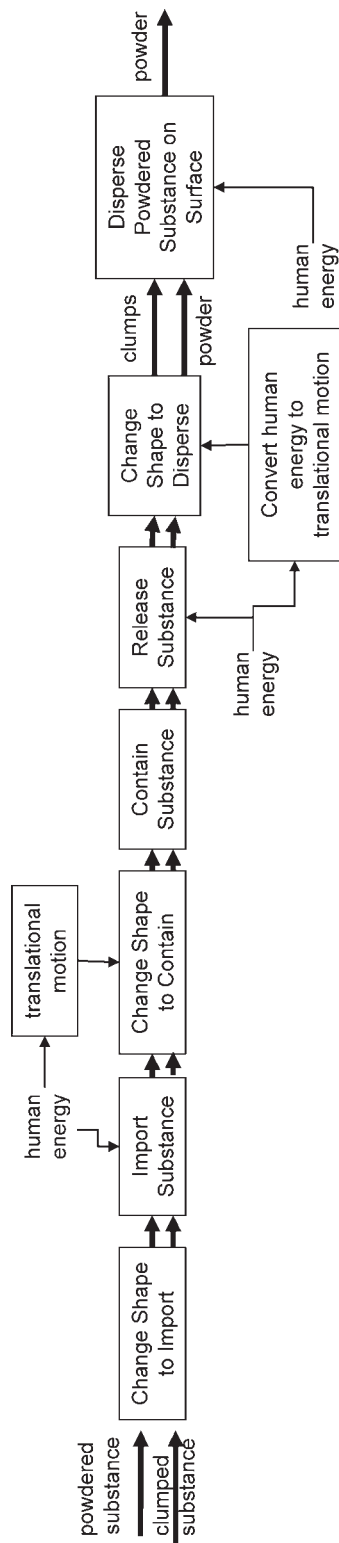 powdered
substance
clumped
substance
Change Shape
to Import
human
energy
Import
Substance
translational
motion
Change Shape
to Contain
Contain
Substance
Release
Substance
human
energy
Change
Shape to
Disperse
Convert human
energy to
translational motion
clumps
powder
human
energy
Disperse
Powdered
Substance on
Surface
powder